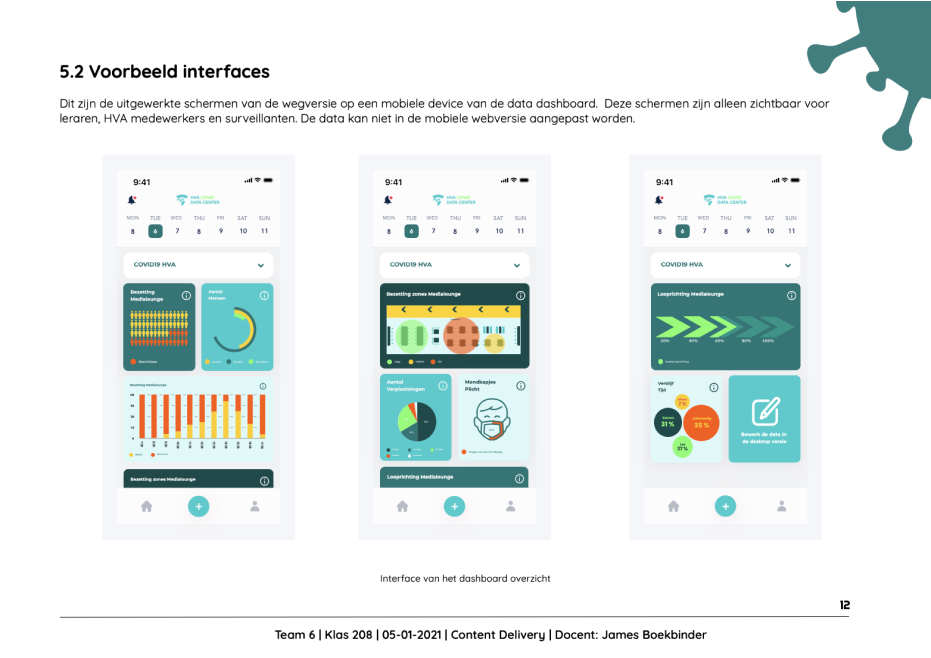 5.2 Voorbeeld interfaces
Dit zijn de uitgewerkte schermen van de wegversie op een mobiele device van de data dashboard. Deze schermen zijn alleen zichtbaar voor
leraren, HVA medewerkers en surveillanten. De data kan niet in de mobiele webversie aangepast worden.
9:41
HVA COVID
DATA CENTER
MON TUE WED THU FRI SAT SUN
8 6 7 8 9 10 11
COVID19 HVA
Bezetting
Medialounge
Aantal
Mensen
Bezetting Medialounge
Bezetting zones Medialounge
9:41
HVA COVID
DATA CENTER
MON TUE WED THU FRI SAT SUN
8 6 7 8 9 10 11
COVID19 HVA
Bezetting zones Medialounge
Aantal
Verplaatsingen
Mondkapjes
Plicht
Looprichting Medialounge
9:41
HVA COVID
DATA CENTER
MON TUE WED THU FRI SAT SUN
8 6 7 8 9 10 11
COVID19 HVA
Looprichting Medialounge
20% 40% 60% 80% 100%
Verblijf
Tijd
7 %
31 %
35 %
27 %
Bewerk de data in
de desktop versie
Interface van het dashboard overzicht
12
Team 6 | Klas 208 | 05-01-2021 | Content Delivery | Docent: James Boekbinder